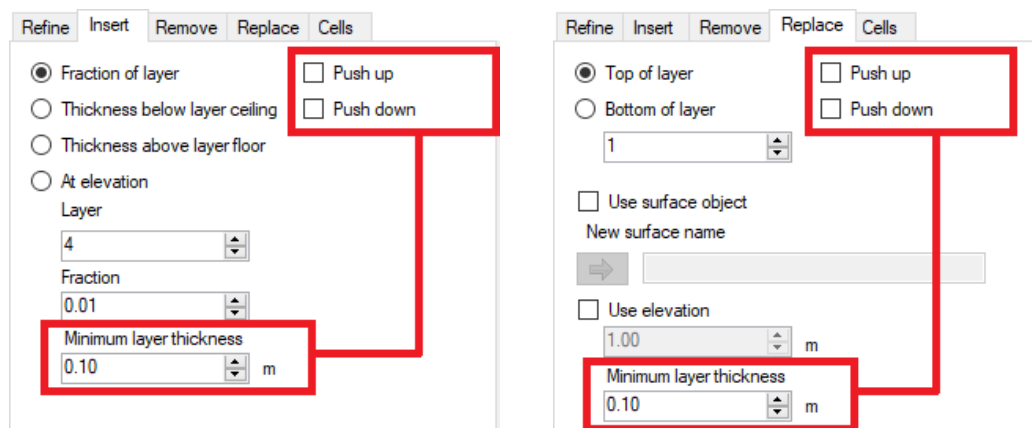 Refine Insert Remove Replace Cells
Fraction of layer Push up
Thickness below layer ceiling Push down
Thickness above layer floor
At elevation
Layer
4
Fraction
0.01
Minimum layer thickness
0.10 m
Refine Insert Remove Replace Cells
Top of layer Push up
Bottom of layer Push down
1
Use surface object
New surface name
Use elevation
1.00 m
Minimum layer thickness
0.10 m